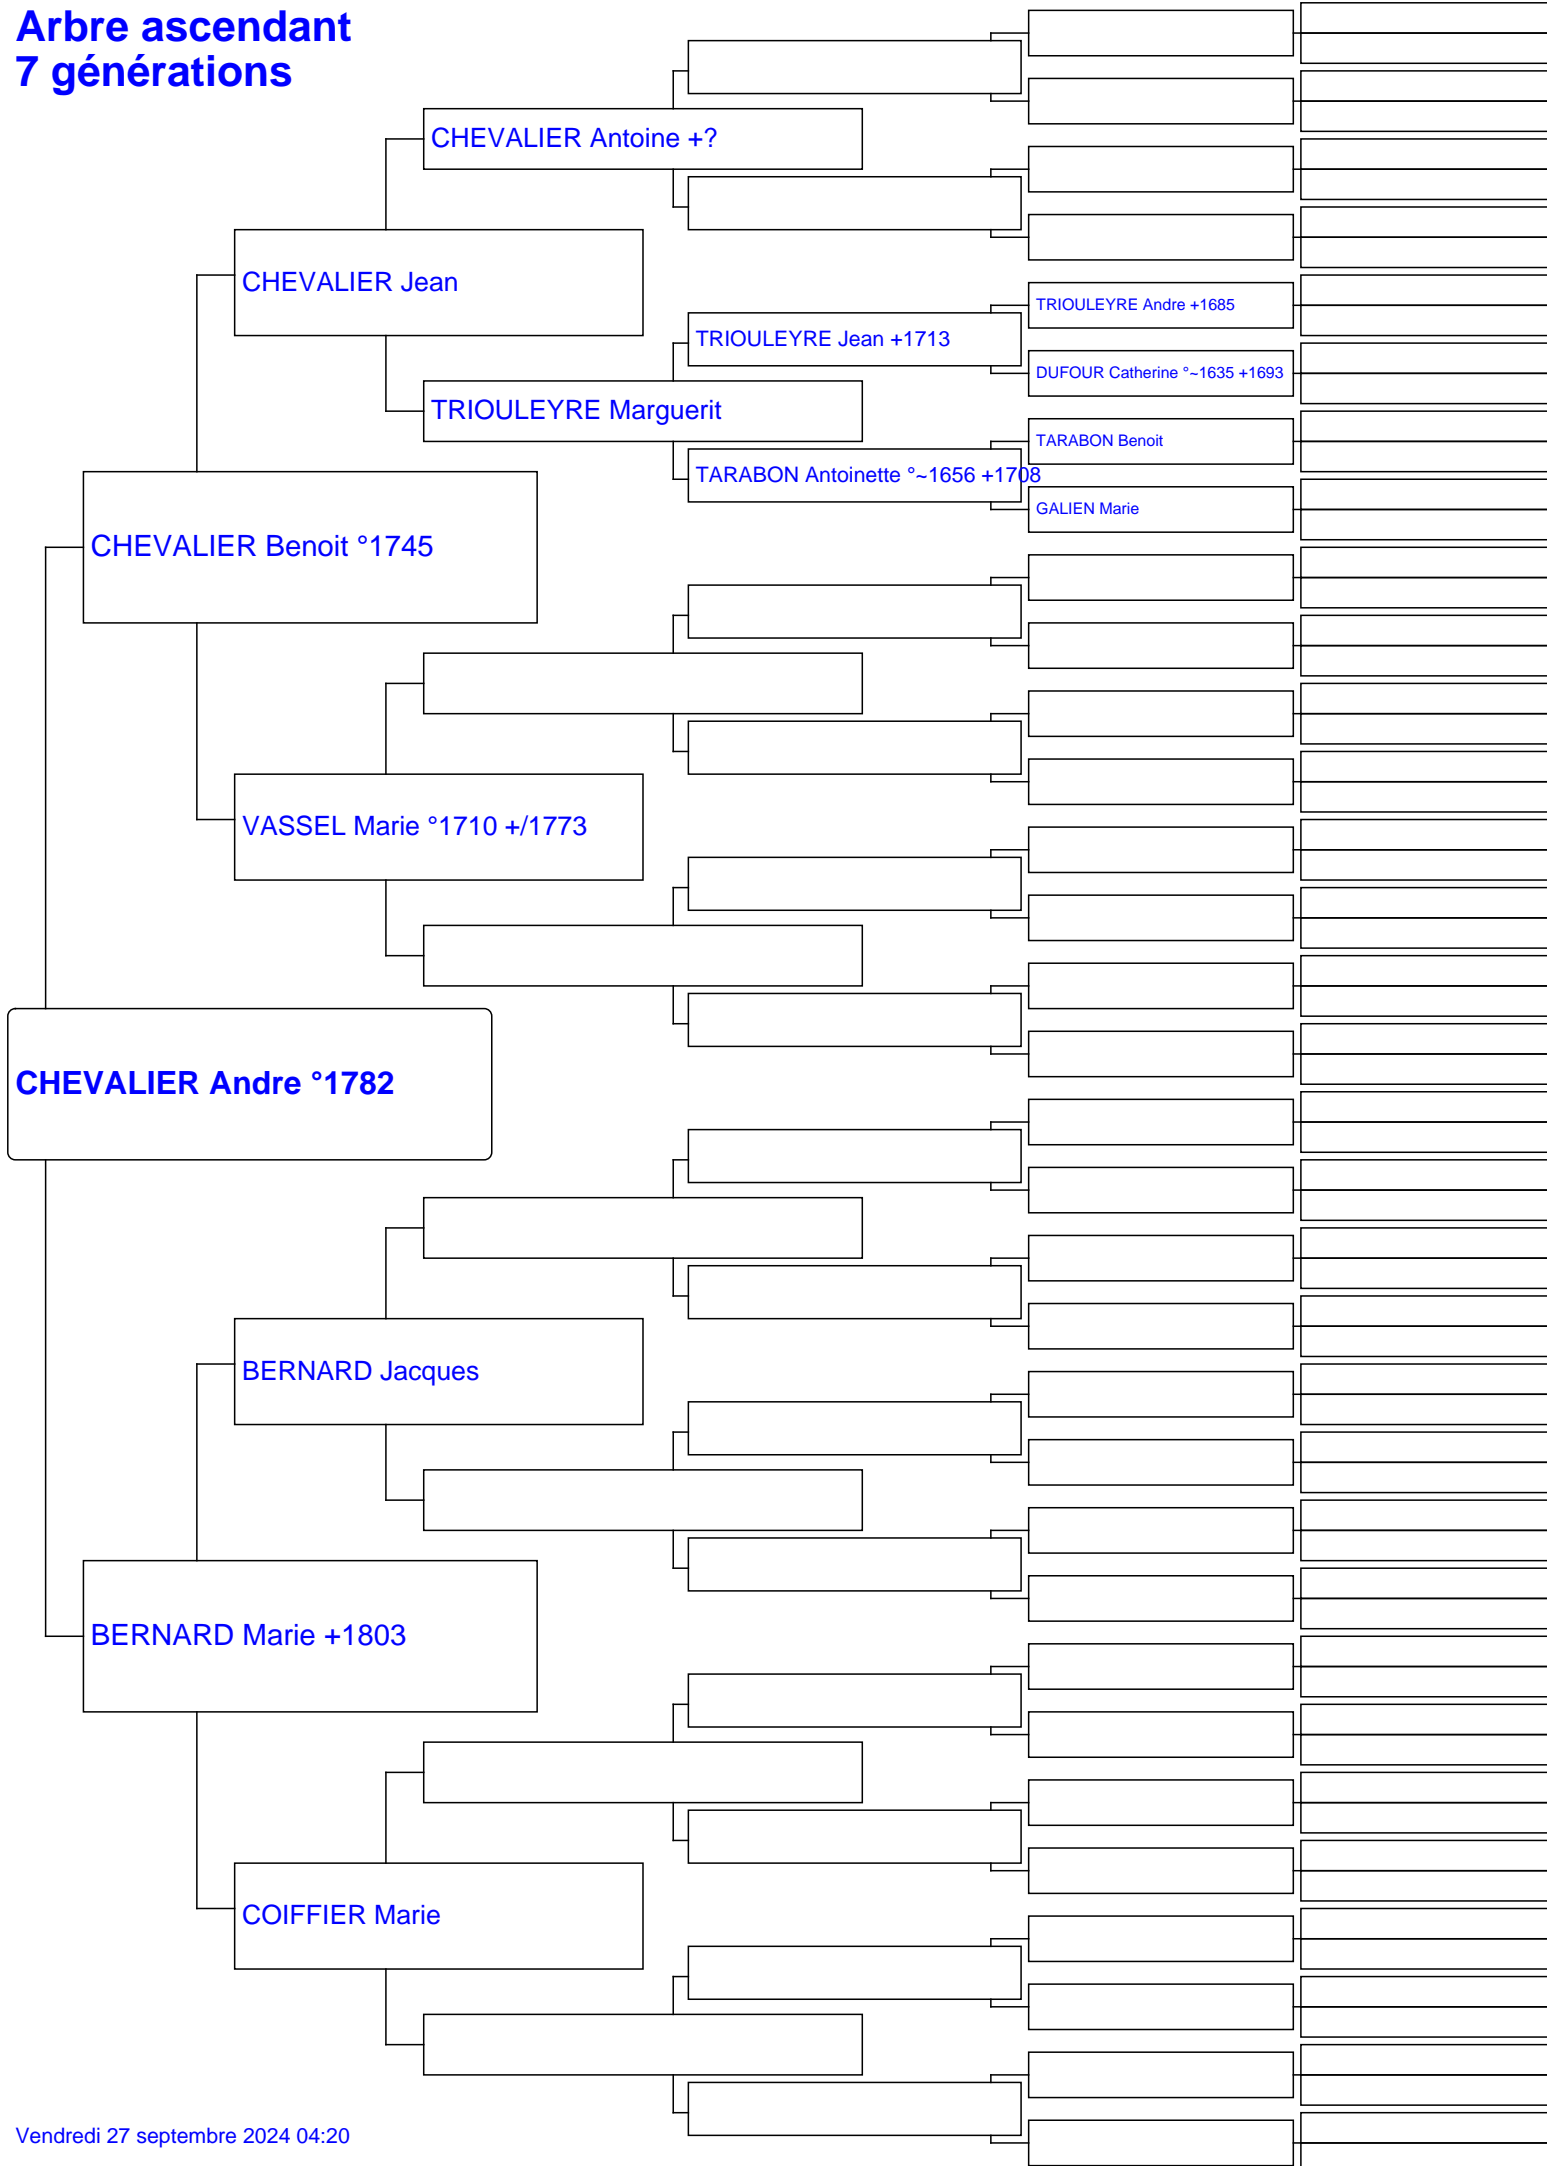 Arbre ascendant
7 générations
CHEVALIER Antoine +?
CHEVALIER Jean
TRIOULEYRE Andre +1685
TRIOULEYRE Jean +1713
DUFOUR Catherine °~1635 +1693
TRIOULEYRE Marguerit
TARABON Benoit
TARABON Antoinette °~1656 +1708
GALIEN Marie
CHEVALIER Benoit °1745
VASSEL Marie °1710 +/1773
CHEVALIER Andre °1782
BERNARD Jacques
BERNARD Marie +1803
COIFFIER Marie
Vendredi 27 septembre 2024 04:20